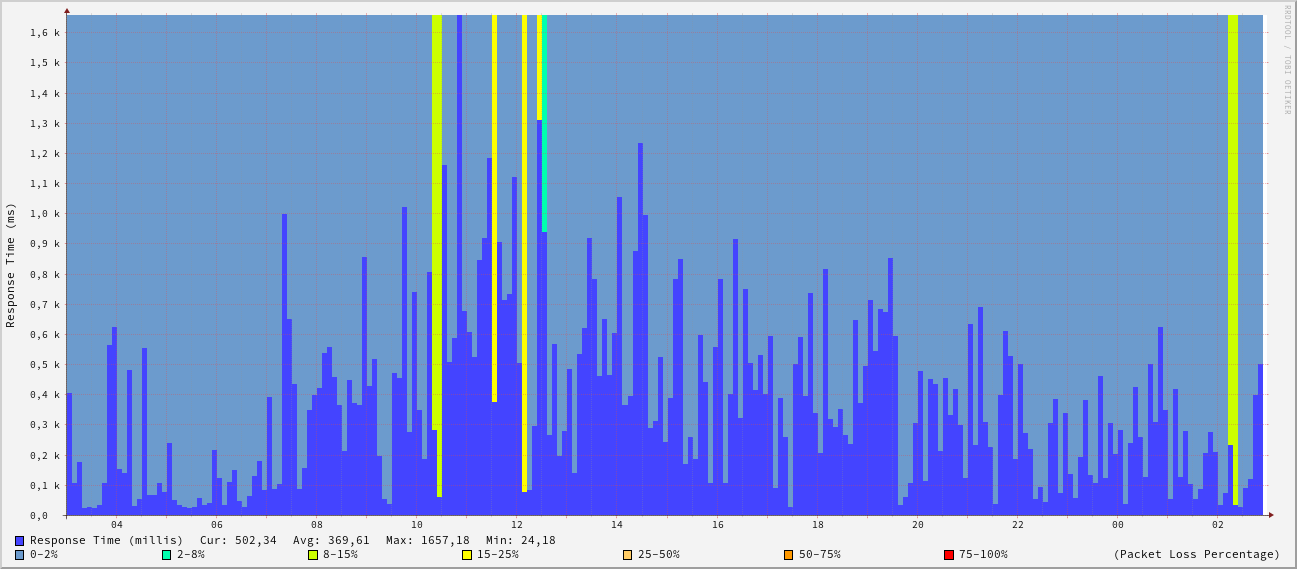 RRDTOOL / TOBI OETIKER
Response Time (ms)
1,6 k
1,5 k
1,4 k
1,3 k
1,2 k
1,1 k
1,0 k
0,9 k
0,8 k
0,7 k
0,6 k
0,5 k
0,4 k
0,3 k
0,2 k
0,1 k
0,0
04 06 08 10 12 14 16 18 20 22 00 02
Response Time (millis) Cur: 502,34 Avg: 369,61 Max: 1657,18 Min: 24,18
0-2% 2-8% 8-15% 15-25% 25-50% 50-75% 75-100% (Packet Loss Percentage)